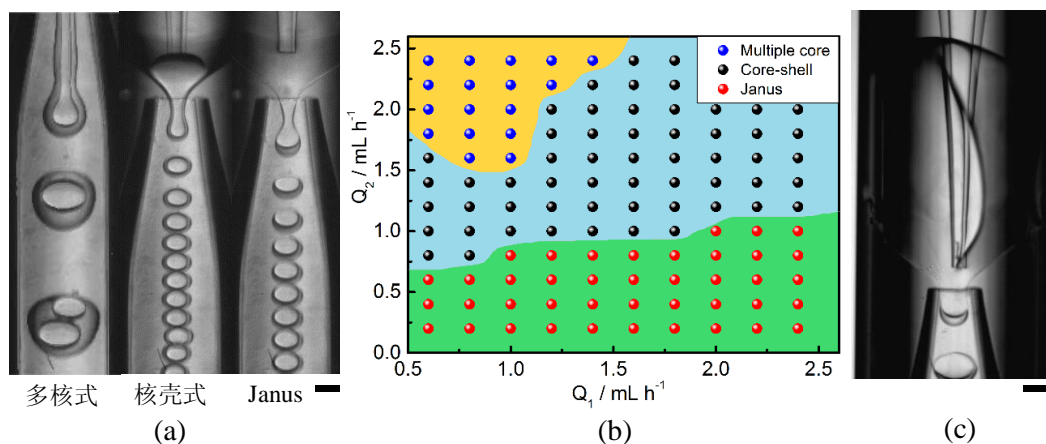 多核式
核壳式
Janus
(a)
2.5
2.0
1.5
1.0
0.5
0.0
Q2 / mL h-1
0.5
1.0
1.5
2.0
2.5
Q1 / mL h-1
Multiple core
Core-shell
Janus
(b)
(c)